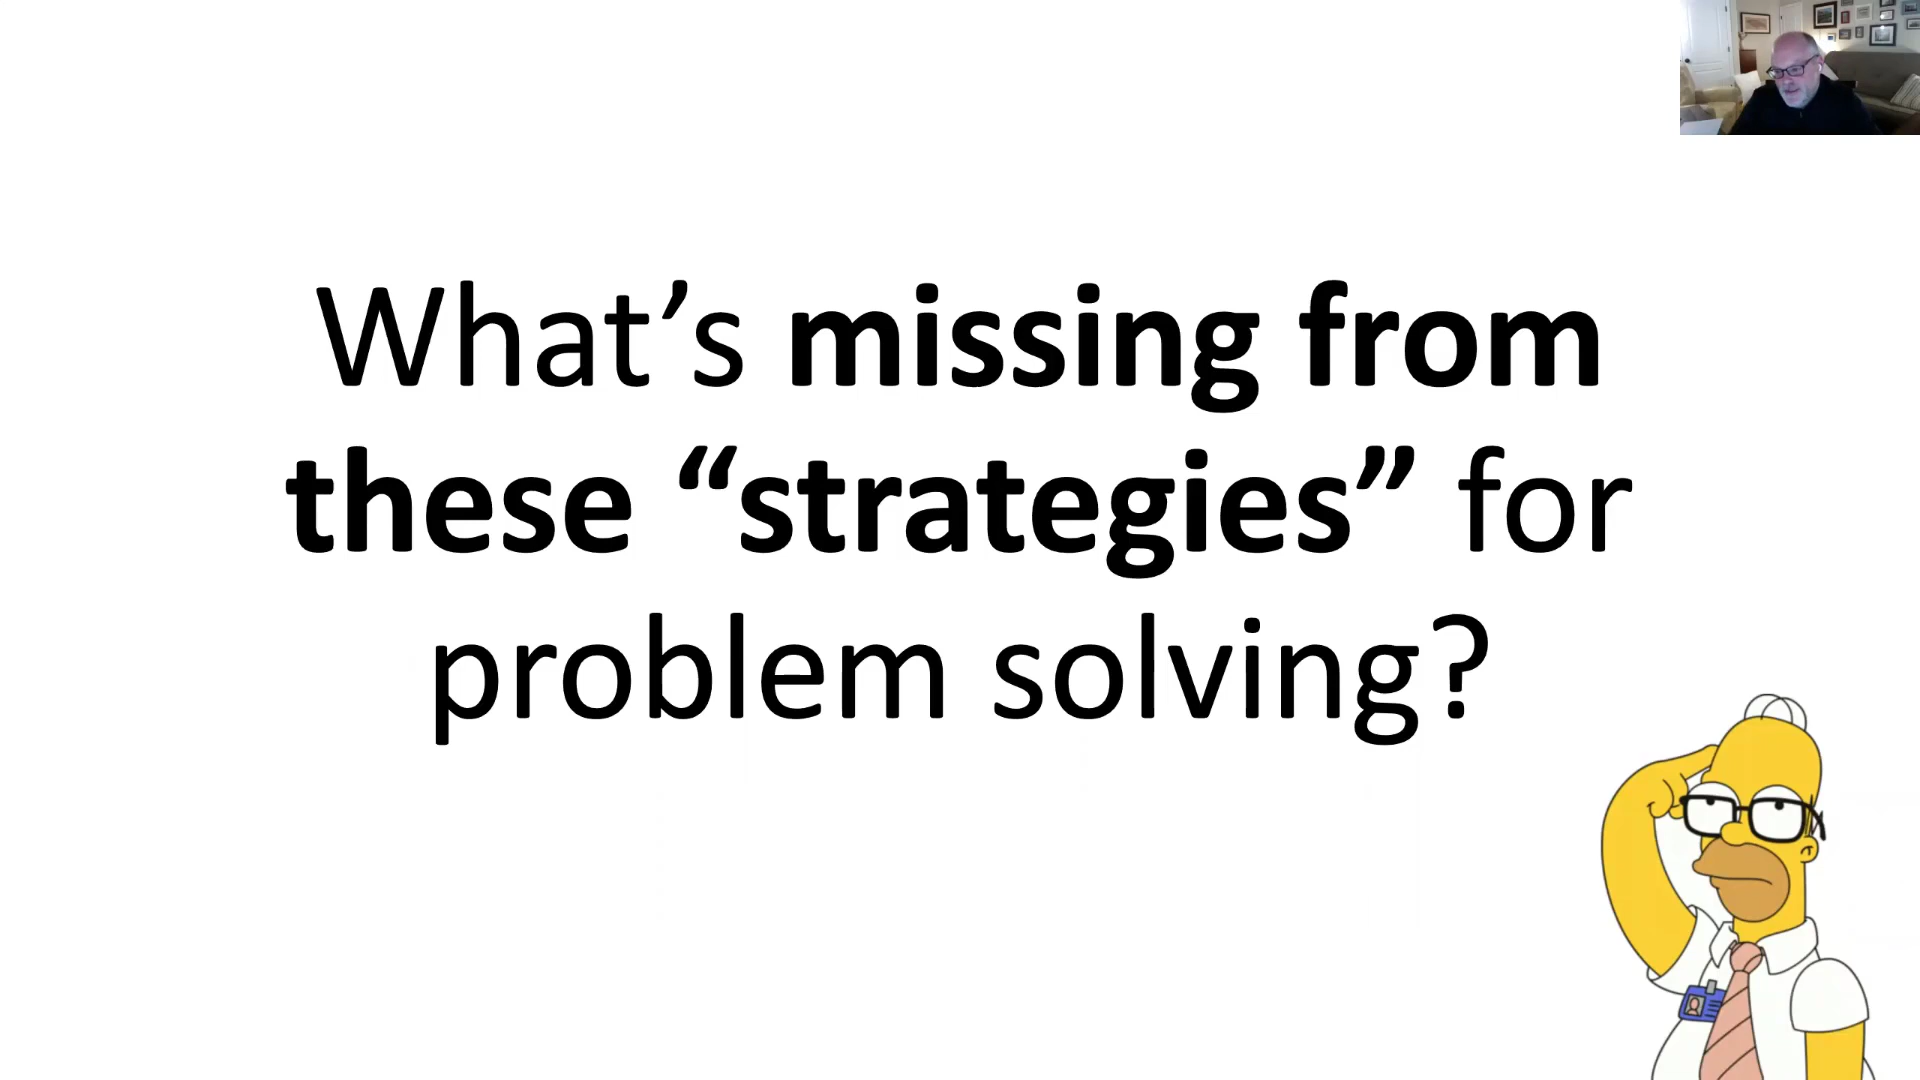 What’s missing from
these “strategies” for
problem solving?